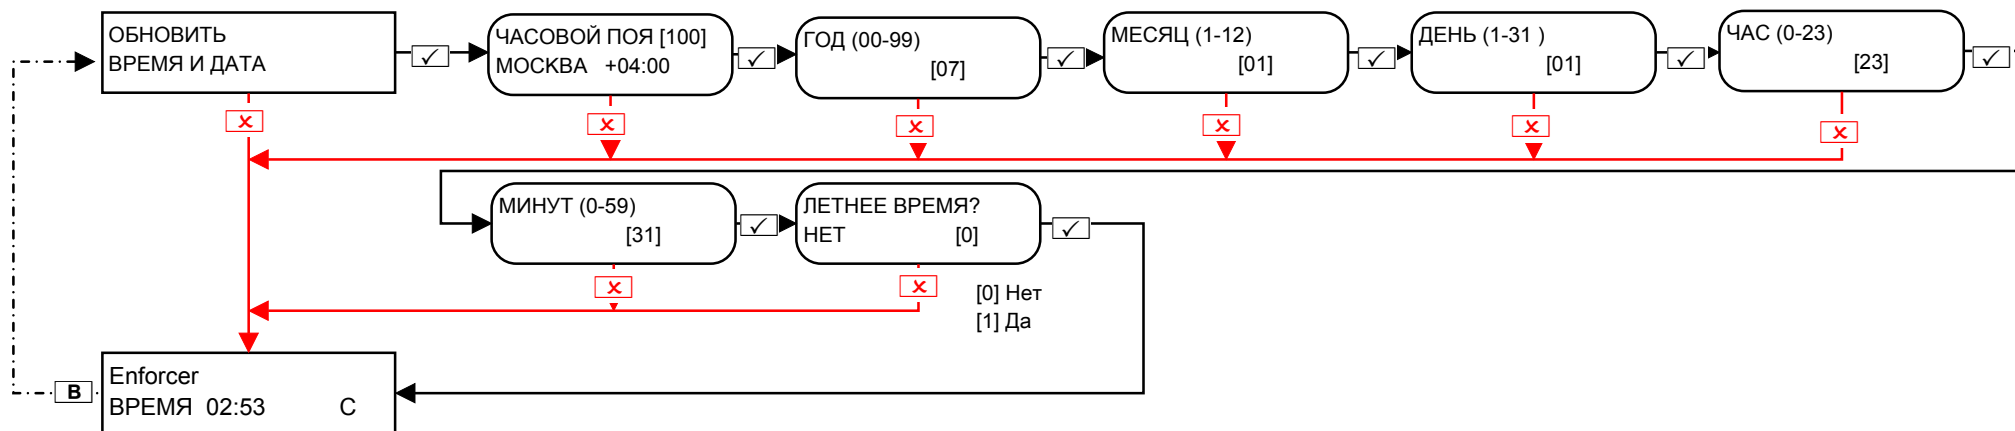 ОБНОВИТЬ
ВРЕМЯ И ДАТА
✓
ЧАСОВОЙ ПОЯ [100]
МОСКВА +04:00
✓
ГОД (00-99)
[07]
✓
МЕСЯЦ (1-12)
[01]
✓
ДЕНЬ (1-31 )
[01]
✓
ЧАС (0-23)
[23]
✓
x
x
x
x
x
x
МИНУТ (0-59)
[31]
✓
ЛЕТНЕЕ ВРЕМЯ?
НЕТ [0]
✓
x
x
[0] Нет
[1] Да
B
Enforcer
ВРЕМЯ 02:53 С